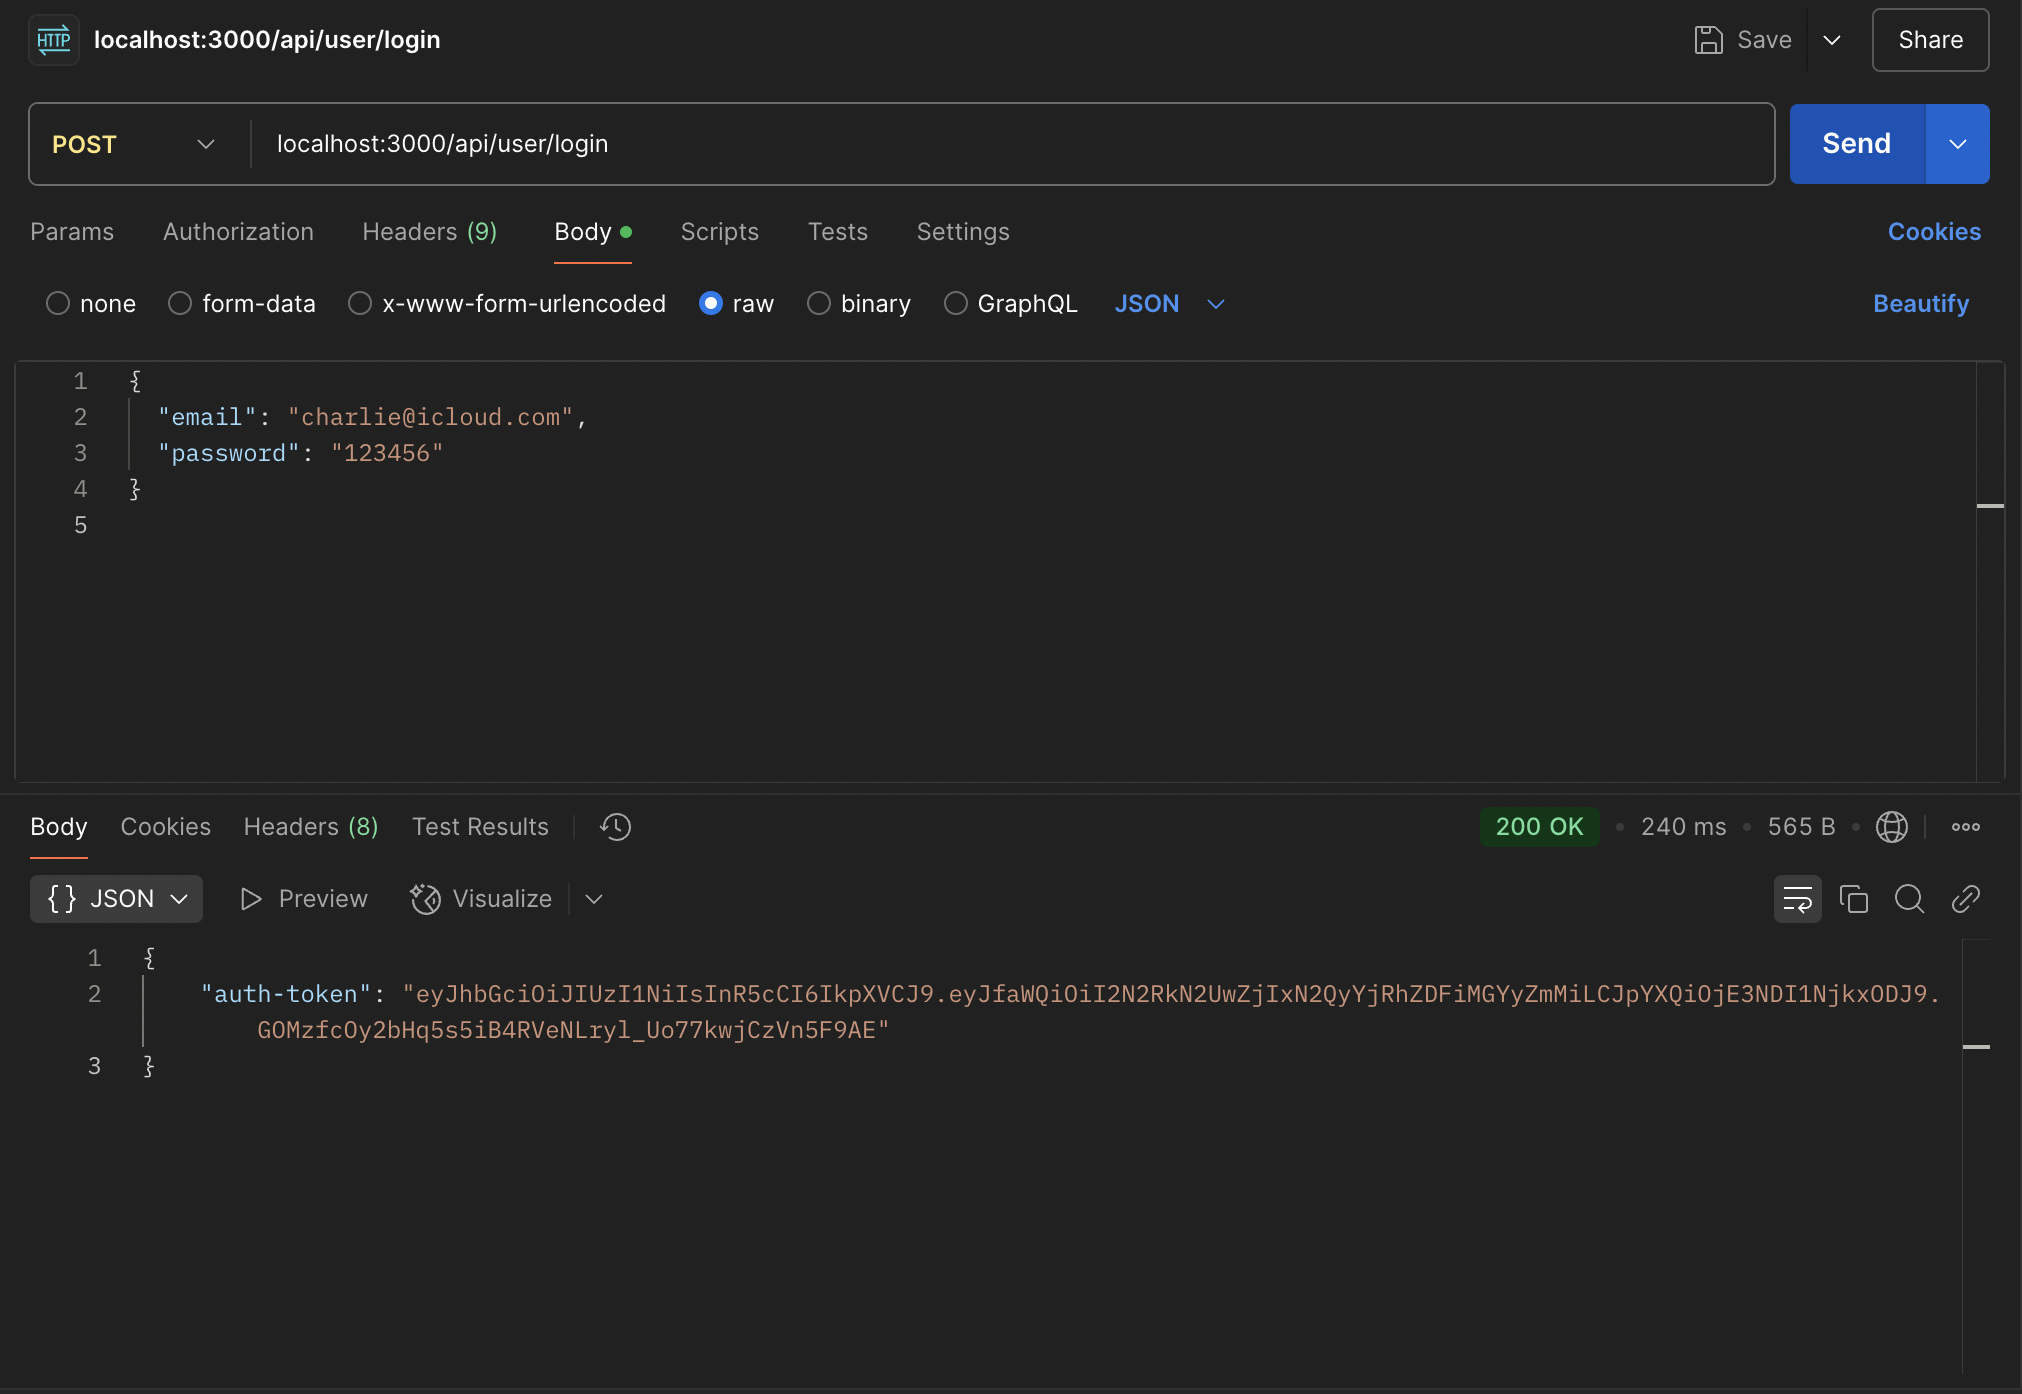 HTTP localhost:3000/api/user/login Save Share
POST localhost:3000/api/user/login Send
Params Authorization Headers (9) Body Scripts Tests Settings Cookies
none form-data x-www-form-urlencoded raw binary GraphQL JSON Beautify
1 {
2 "email": "charlie@icloud.com",
3 "password": "123456"
4 }
5
Body Cookies Headers (8) Test Results 200 OK • 240 ms • 565 B •
{} JSON Preview Visualize
1 {
2 "auth-token": "eyJhbGciOiJIUzI1NiIsInR5cCI6IkpXVCJ9.eyJfaWQiOiI2N2RkN2UwZjIxN2QyYjRhZDFiMGYyZmMiLCJpYXQiOjE3NDI1NjkxODJ9.
GOMzfcOy2bHq5s5iB4RVeNLryl_Uo77kwjCzVn5F9AE"
3 }